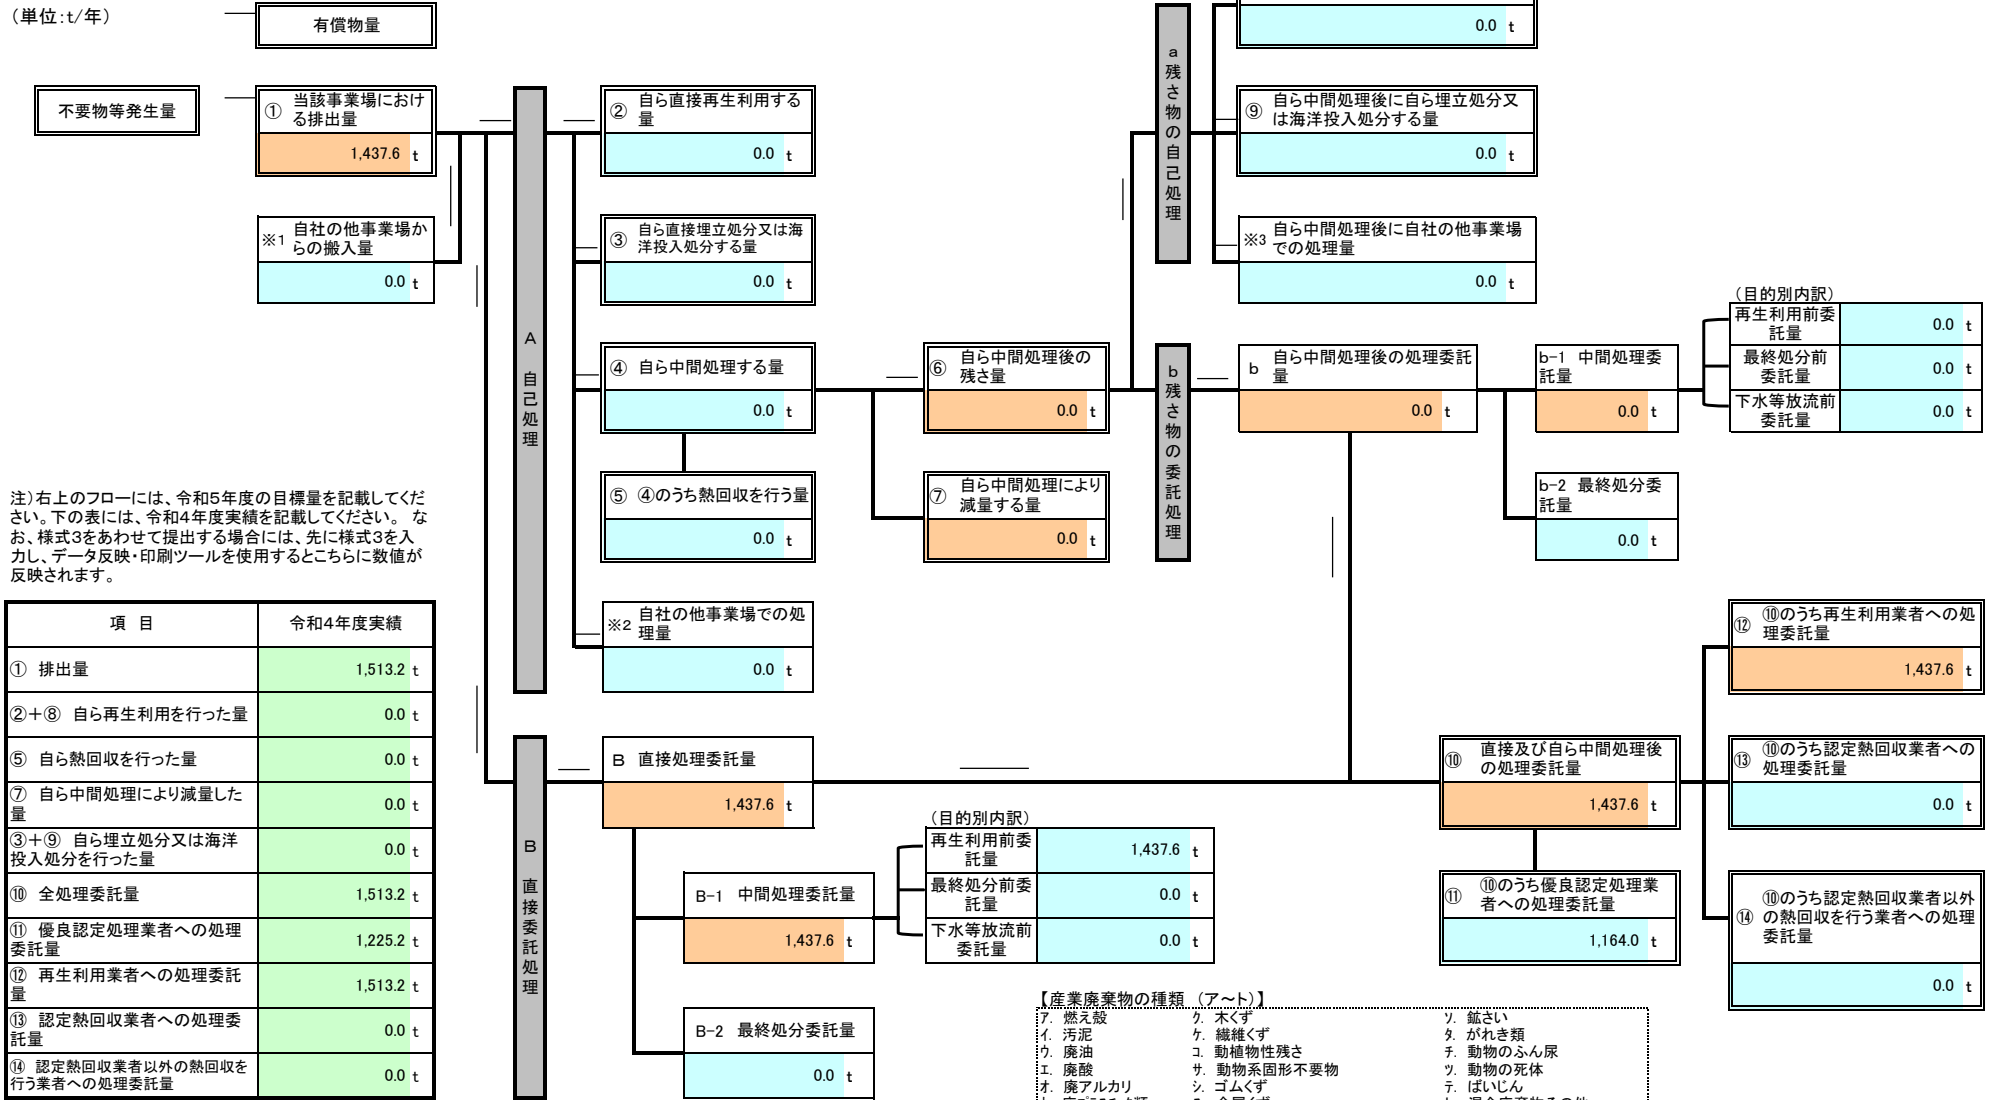 （単位:t/年）
有償物量
不要物等発生量
① 当該事業場におけ
る排出量
1,437.6 t
※1 自社の他事業場か
らの搬入量
0.0 t
A 自己処理
② 自ら直接再生利用する
量
0.0 t
③ 自ら直接埋立処分又は海
洋投入処分する量
0.0 t
④ 自ら中間処理する量
0.0 t
⑤ ④のうち熱回収を行う量
0.0 t
※2 自社の他事業場での処
理量
0.0 t
⑥ 自ら中間処理後の
残さ量
0.0 t
⑦ 自ら中間処理により
減量する量
0.0 t
a 残さ物の自己処理
0.0 t
⑨ 自ら中間処理後に自ら埋立処分又
は海洋投入処分する量
0.0 t
※3 自ら中間処理後に自社の他事業場
での処理量
0.0 t
b 残さ物の委託処理
b 自ら中間処理後の処理委託
量
0.0 t
b-1 中間処理委
託量
0.0 t
（目的別内訳）
再生利用前委
託量
0.0 t
最終処分前
委託量
0.0 t
下水等放流前
委託量
0.0 t
b-2 最終処分委
託量
0.0 t
注）右上のフローには、令和５年度の目標量を記載してくだ
さい。下の表には、令和４年度実績を記載してください。 な
お、様式３をあわせて提出する場合には、先に様式３を入
力し、データ反映・印刷ツールを使用するとこちらに数値が
反映されます。
項 目 令和４年度実績
① 排出量 1,513.2 t
②＋⑧ 自ら再生利用を行った量 0.0 t
⑤ 自ら熱回収を行った量 0.0 t
⑦ 自ら中間処理により減量した
量 0.0 t
③＋⑨ 自ら埋立処分又は海洋
投入処分を行った量 0.0 t
⑩ 全処理委託量 1,513.2 t
⑪ 優良認定処理業者への処理
委託量 1,225.2 t
⑫ 再生利用業者への処理委託
量 1,513.2 t
⑬ 認定熱回収業者への処理委
託量 0.0 t
⑭ 認定熱回収業者以外の熱回収を
行う業者への処理委託量 0.0 t
B 直接委託処理
B 直接処理委託量
1,437.6 t
B-1 中間処理委託量
1,437.6 t
（目的別内訳）
再生利用前委
託量
1,437.6 t
最終処分前委
託量
0.0 t
下水等放流前
委託量
0.0 t
B-2 最終処分委託量
0.0 t
⑩ 直接及び自ら中間処理後
の処理委託量
1,437.6 t
⑪ ⑩のうち優良認定処理業
者への処理委託量
1,164.0 t
⑫ ⑩のうち再生利用業者への処
理委託量
1,437.6 t
⑬ ⑩のうち認定熱回収業者への
処理委託量
0.0 t
⑭ ⑩のうち認定熱回収業者以外
の熱回収を行う業者への処理
委託量
0.0 t
【産業廃棄物の種類 （ア～ト）】
ｱ. 燃え殻 ｸ. 木くず ｿ. 鉱さい
ｲ. 汚泥 ｹ. 繊維くず ﾀ. がれき類
ｳ. 廃油 ｺ. 動植物性残さ ﾁ. 動物のふん尿
ｴ. 廃酸 ｻ. 動物系固形不要物 ﾂ. 動物の死体
ｵ. 廃アルカリ ｼ. ゴムくず ﾃ. ばいじん